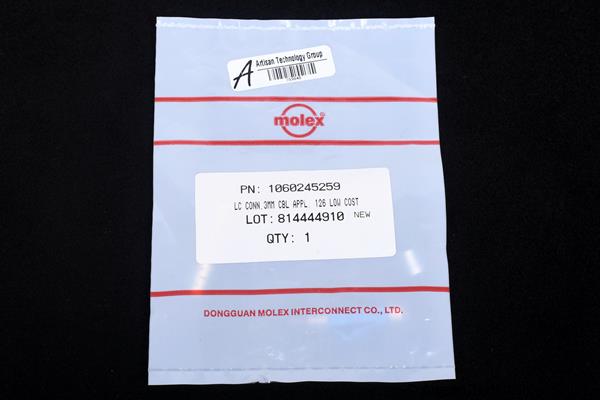 Artisan Technology Group
A
molex®
PN: 1060245259
LC CONN,3MM CBL APPL, 126 LOW COST
LOT: 814444910 NEW
QTY: 1
DONGGUAN MOLEX INTERCONNECT CO., LTD.